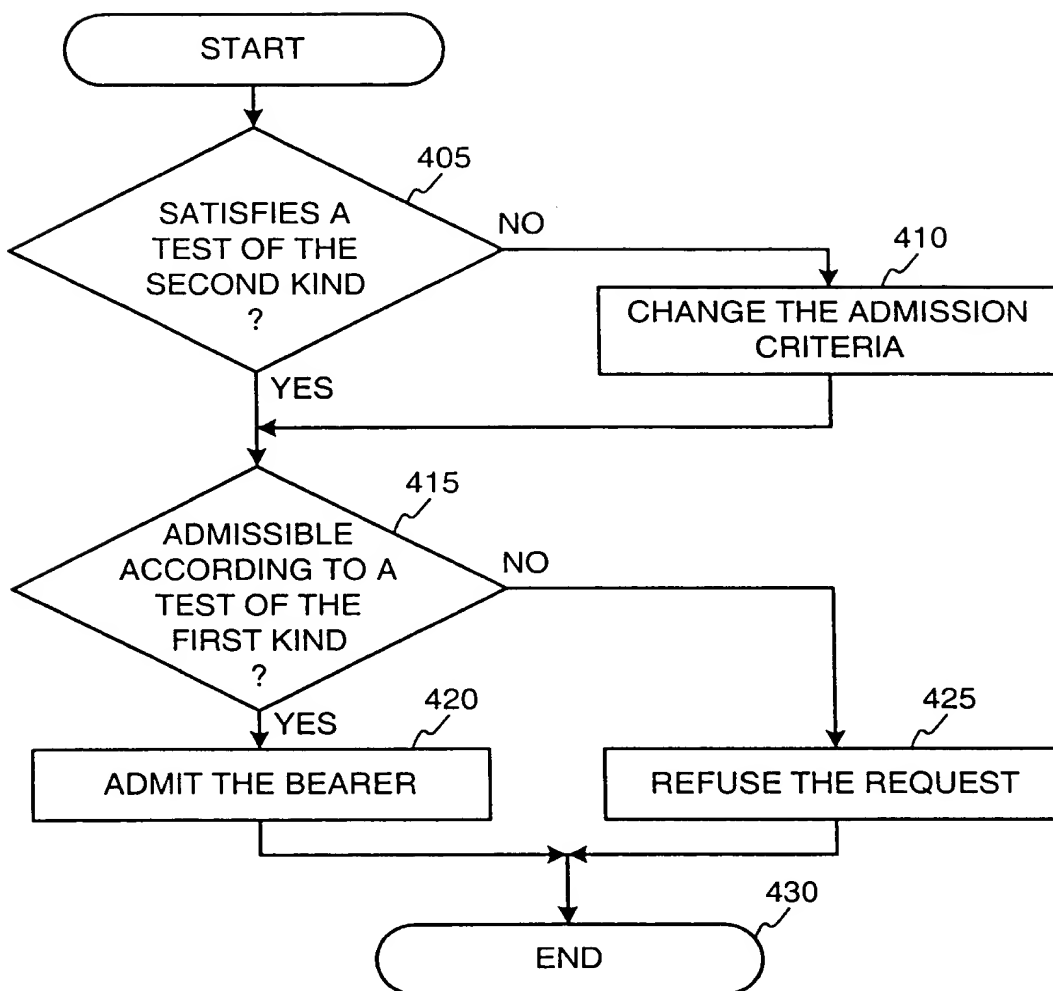 START
405
SATISFIES A
TEST OF THE
SECOND KIND
?
NO
410
CHANGE THE ADMISSION
CRITERIA
YES
415
ADMISSIBLE
ACCORDING TO A
TEST OF THE
FIRST KIND
?
NO
YES
420
ADMIT THE BEARER
425
REFUSE THE REQUEST
430
END